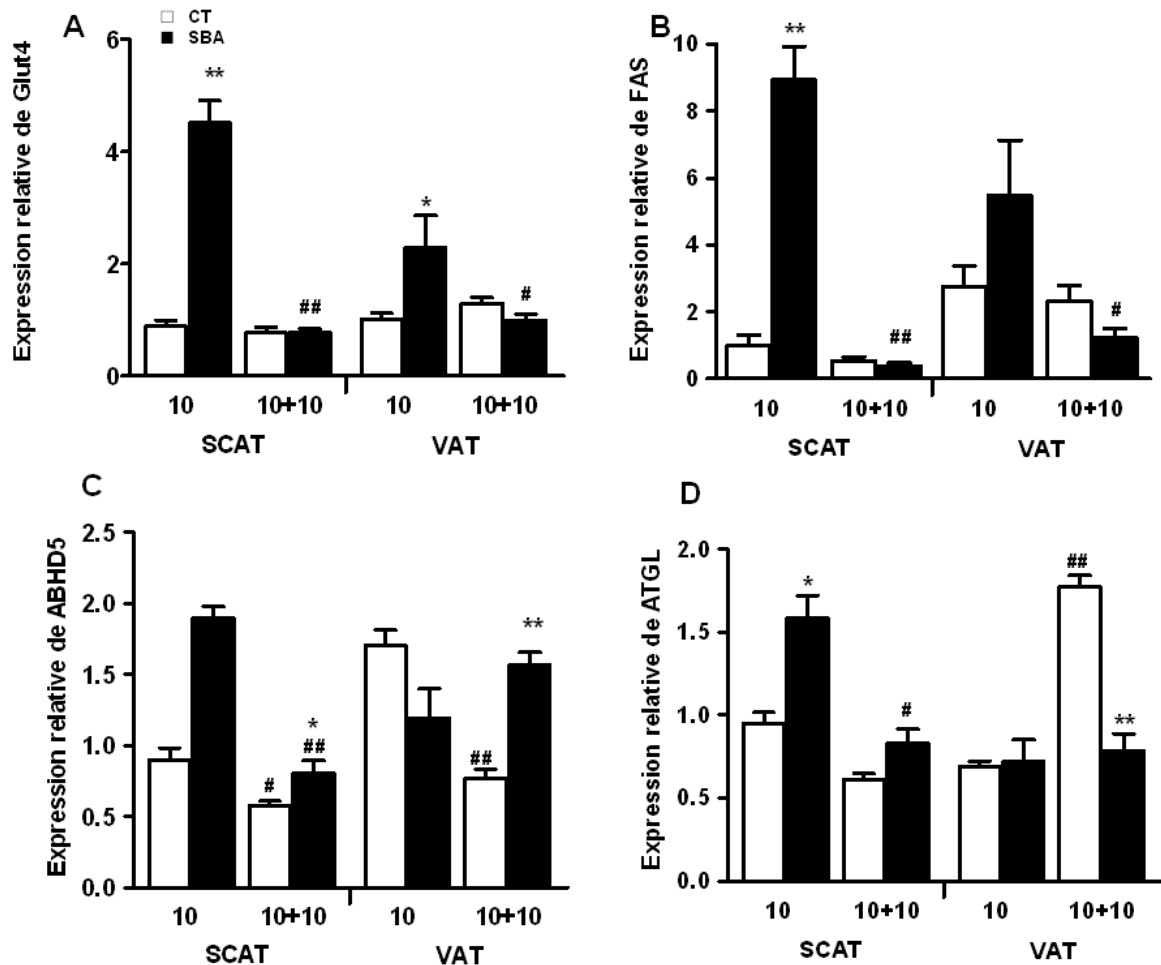 A
CT
SBA
Expression relative de Glut4
6
4
2
0
**
##
*
#
10
10+10
10
10+10
SCAT
VAT
B
Expression relative de FAS
10
8
6
4
2
0
**
##
#
10
10+10
10
10+10
SCAT
VAT
C
Expression relative de ABHD5
2.5
2.0
1.5
1.0
0.5
0.0
#
*
##
##
**
10
10+10
10
10+10
SCAT
VAT
D
Expression relative de ATGL
2.0
1.5
1.0
0.5
0.0
*
#
##
**
10
10+10
10
10+10
SCAT
VAT